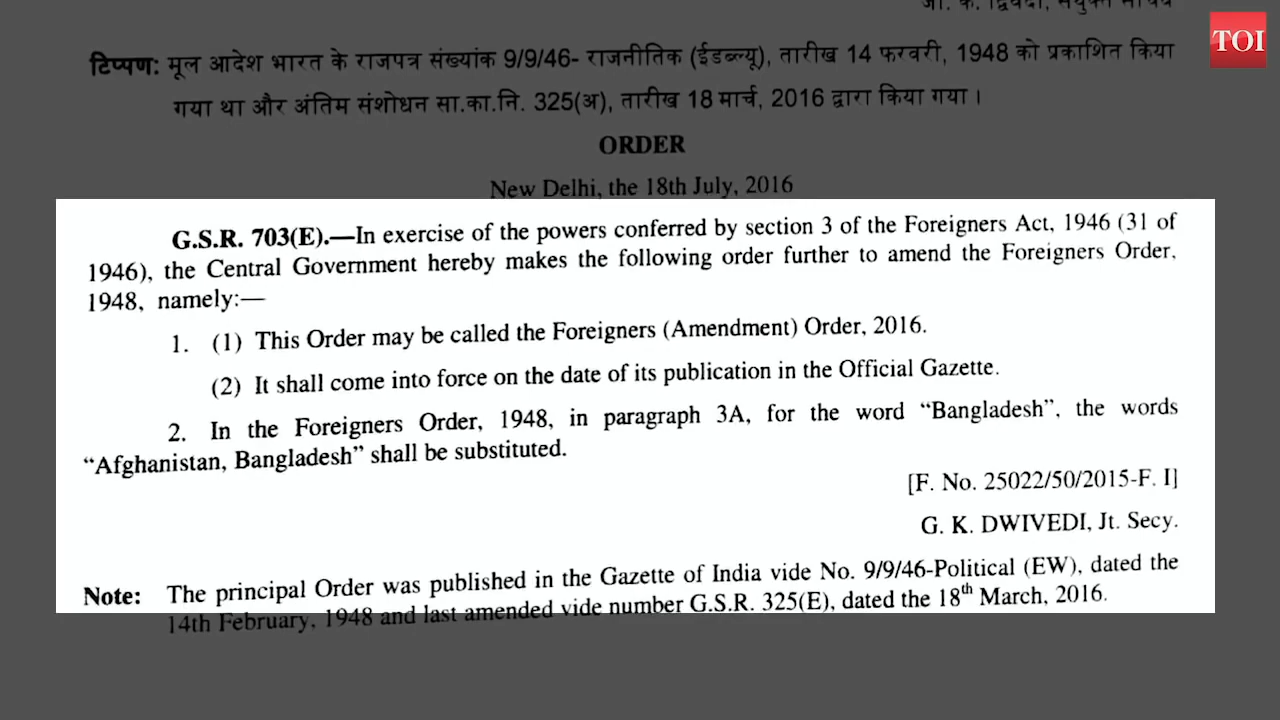 TOI
टिप्पण: मूल आदेश भारत के राजपत्र संख्यांक 9/9/46- राजनीतिक (ईडब्ल्यू), तारीख 14 फरवरी, 1948 को प्रकाशित किया
गया था और अंतिम संशोधन सा.का.नि. 325(अ), तारीख 18 मार्च, 2016 द्वारा किया गया ।
ORDER
New Delhi, the 18th July, 2016
G.S.R. 703(E).—In exercise of the powers conferred by section 3 of the Foreigners Act, 1946 (31 of
1946), the Central Government hereby makes the following order further to amend the Foreigners Order,
1948, namely:—
1. (1) This Order may be called the Foreigners (Amendment) Order, 2016.
(2) It shall come into force on the date of its publication in the Official Gazette.
2. In the Foreigners Order, 1948, in paragraph 3A, for the word “Bangladesh”, the words
“Afghanistan, Bangladesh” shall be substituted.
[F. No. 25022/50/2015-F. I]
G. K. DWIVEDI, Jt. Secy.
Note: The principal Order was published in the Gazette of India vide No. 9/9/46-Political (EW), dated the
14th February, 1948 and last amended vide number G.S.R. 325(E), dated the 18th March, 2016.